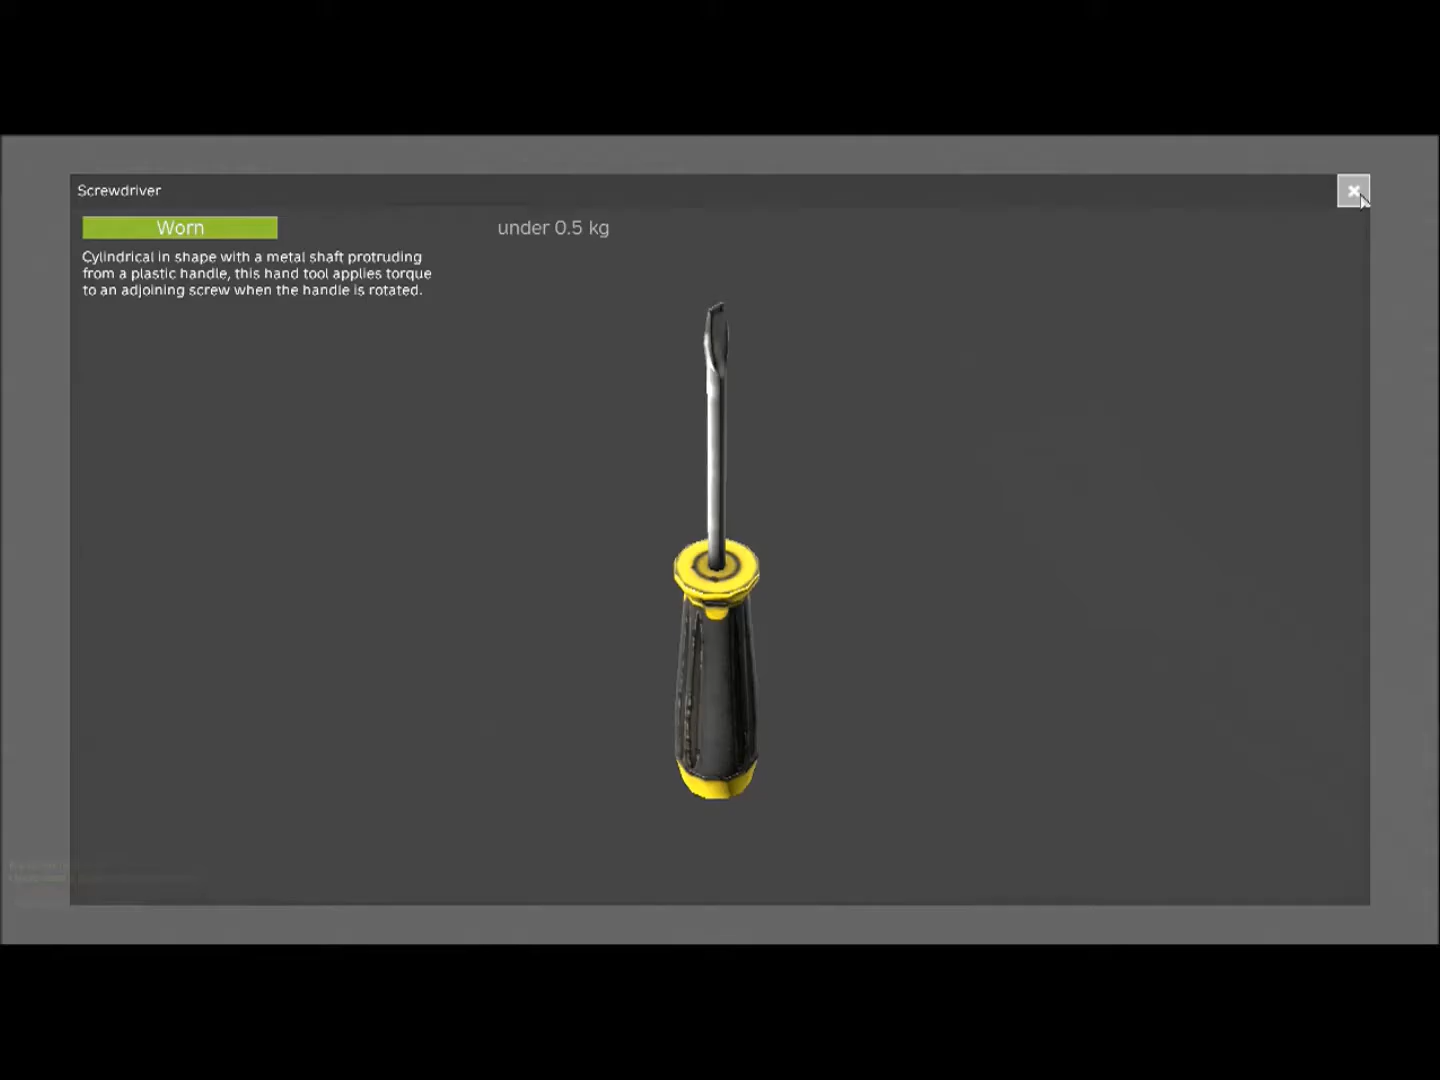 Screwdriver
Worn
under 0.5 kg
Cylindrical in shape with a metal shaft protruding
from a plastic handle, this hand tool applies torque
to an adjoining screw when the handle is rotated.